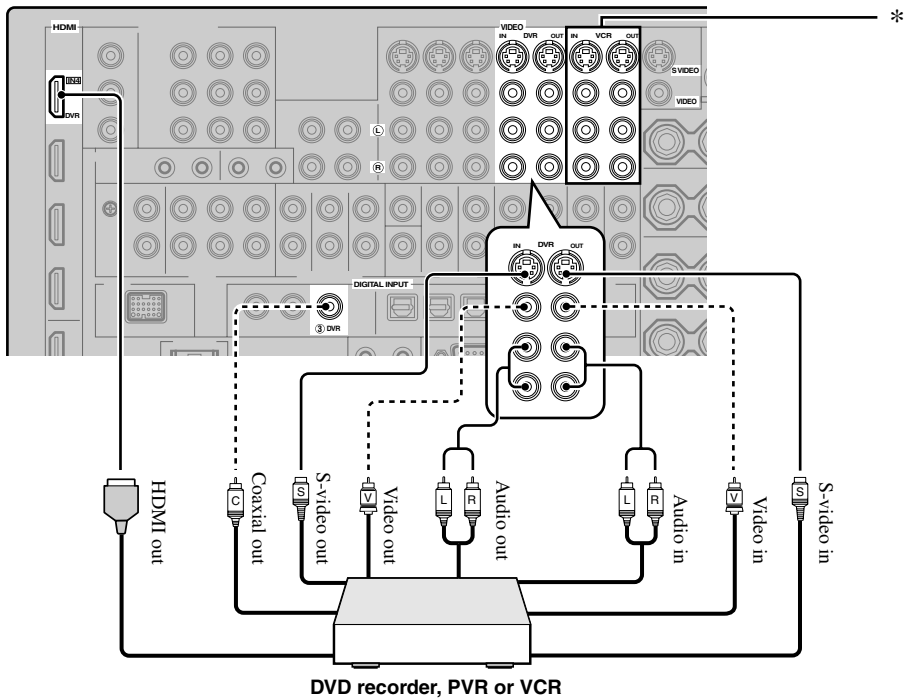 HDMI
VIDEO
IN DVR OUT
IN VCR OUT
*
IN4
DVR
S VIDEO
VIDEO
L
R
IN DVR OUT
DIGITAL INPUT
③ DVR
HDMI out
C
Coaxial out
S
S-video out
V
Video out
L
R
Audio out
L
R
Audio in
V
Video in
S
S-video in
DVD recorder, PVR or VCR